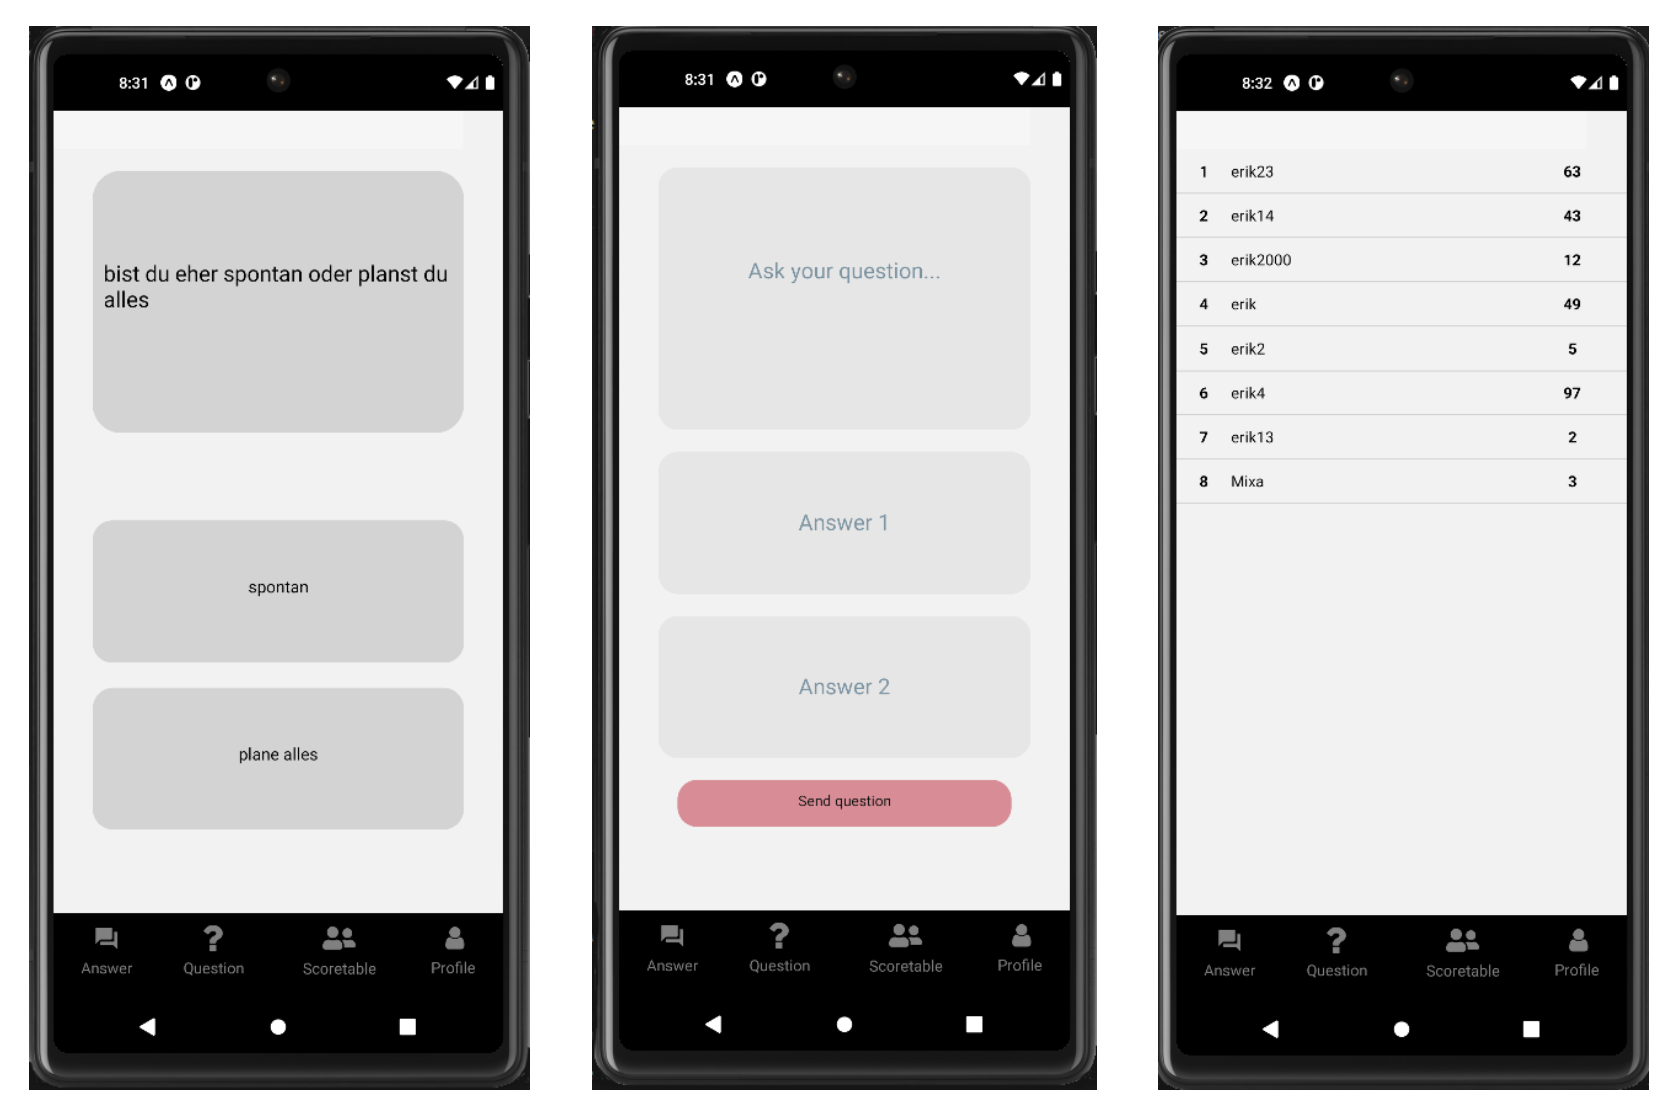 8:31
bist du eher spontan oder planst du
alles
spontan
plane alles
Answer Question Scoretable Profile
8:31
Ask your question...
Answer 1
Answer 2
Send question
Answer Question Scoretable Profile
8:32
1 erik23 63
2 erik14 43
3 erik2000 12
4 erik 49
5 erik2 5
6 erik4 97
7 erik13 2
8 Mixa 3
Answer Question Scoretable Profile